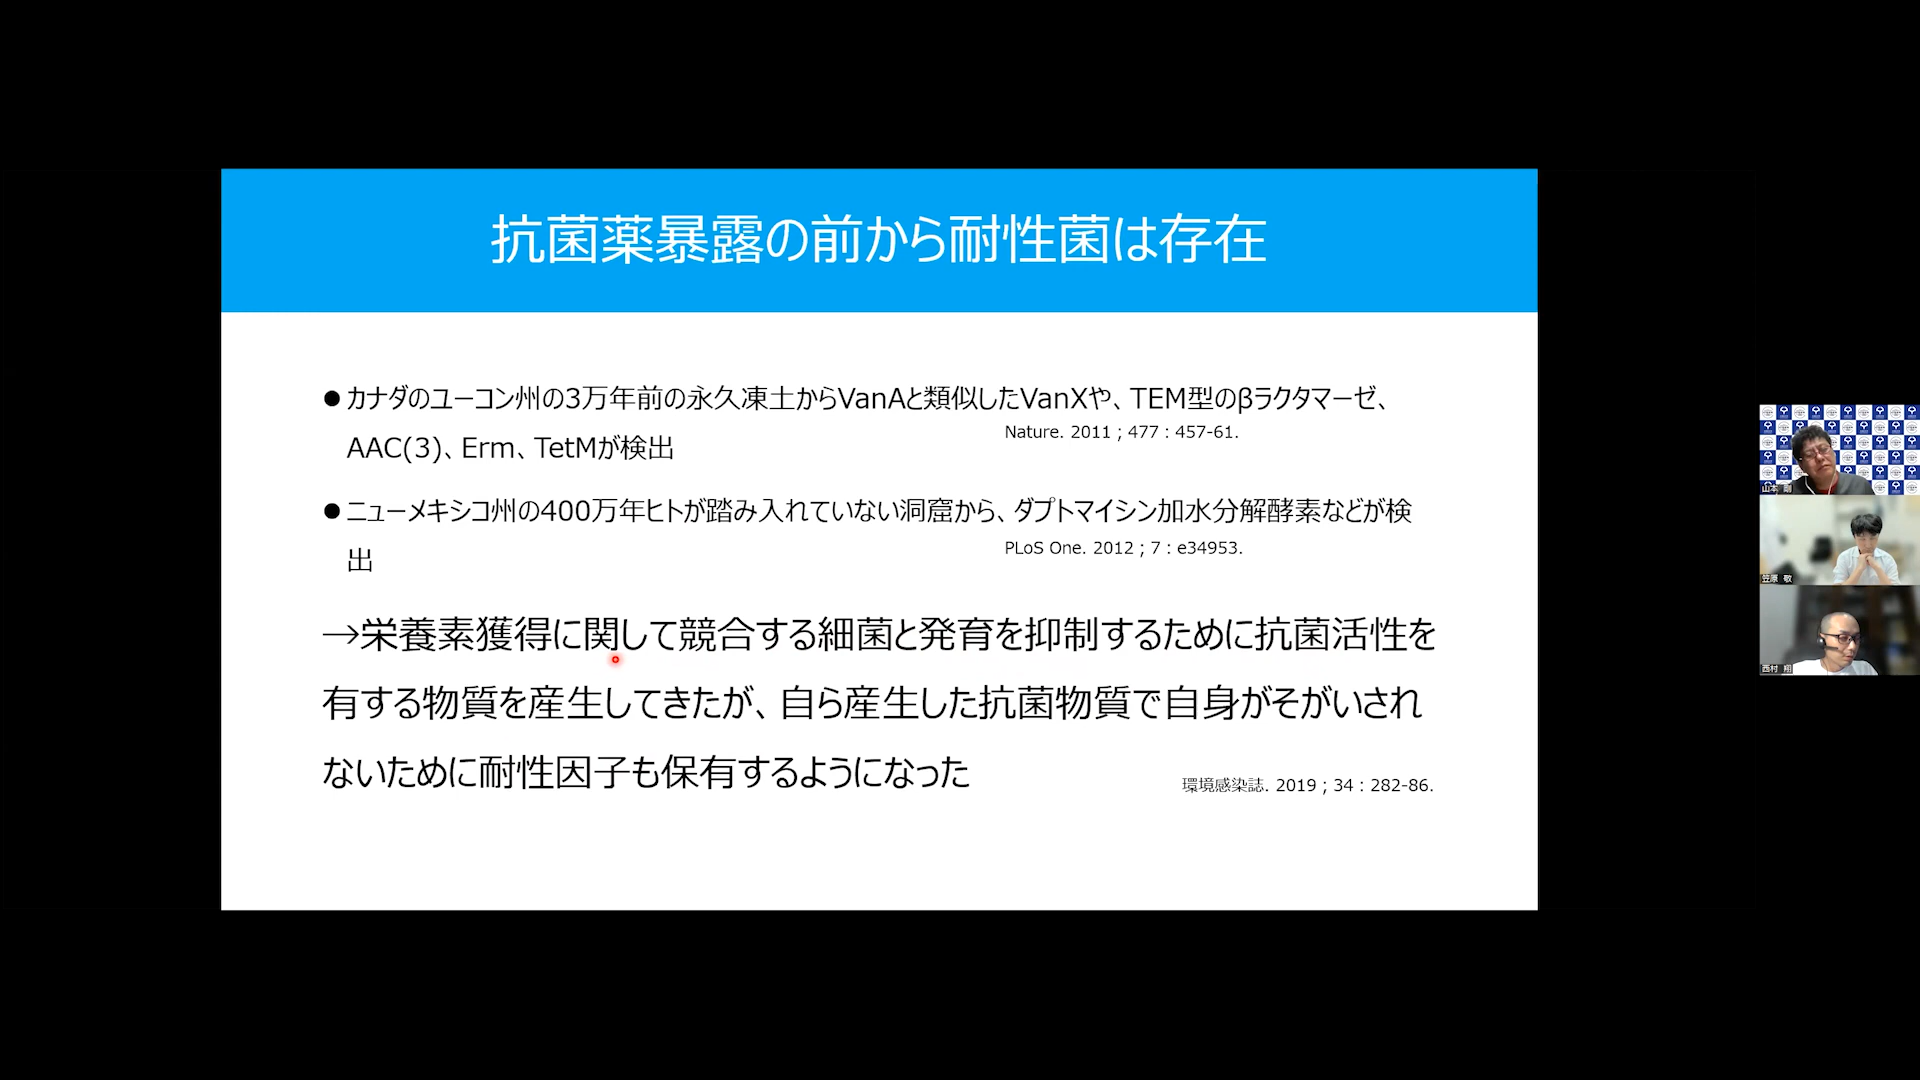 抗菌薬暴露の前から耐性菌は存在
●カナダのユーコン州の3万年前の永久凍土からVanAと類似したVanXや、TEM型のβラクタマーゼ、
AAC(3)、Erm、TetMが検出
Nature. 2011 ; 477 : 457-61.
●ニューメキシコ州の400万年ヒトが踏み入れていない洞窟から、ダプトマイシン加水分解酵素などが検
出
PLoS One. 2012 ; 7 : e34953.
→栄養素獲得に関して競合する細菌と発育を抑制するために抗菌活性を
有する物質を産生してきたが、自ら産生した抗菌物質で自身がそがいされ
ないために耐性因子も保有するようになった
環境感染誌. 2019 ; 34 : 282-86.
山本 剛
笠原 敬
西村 翔